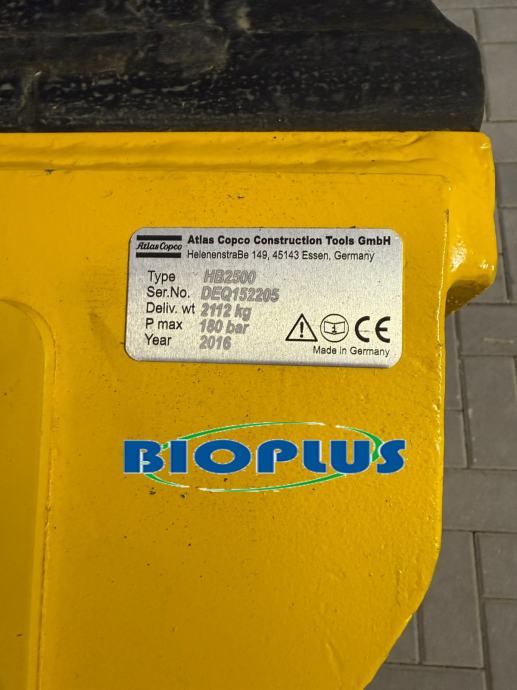 Atlas Copco
Atlas Copco Construction Tools GmbH
Helenenstraße 149, 45143 Essen, Germany
Type HB2500
Ser.No. DEQ152205
Deliv. wt 2112 kg
P max 180 bar
Year 2016
CE
Made in Germany
BIOPLUS